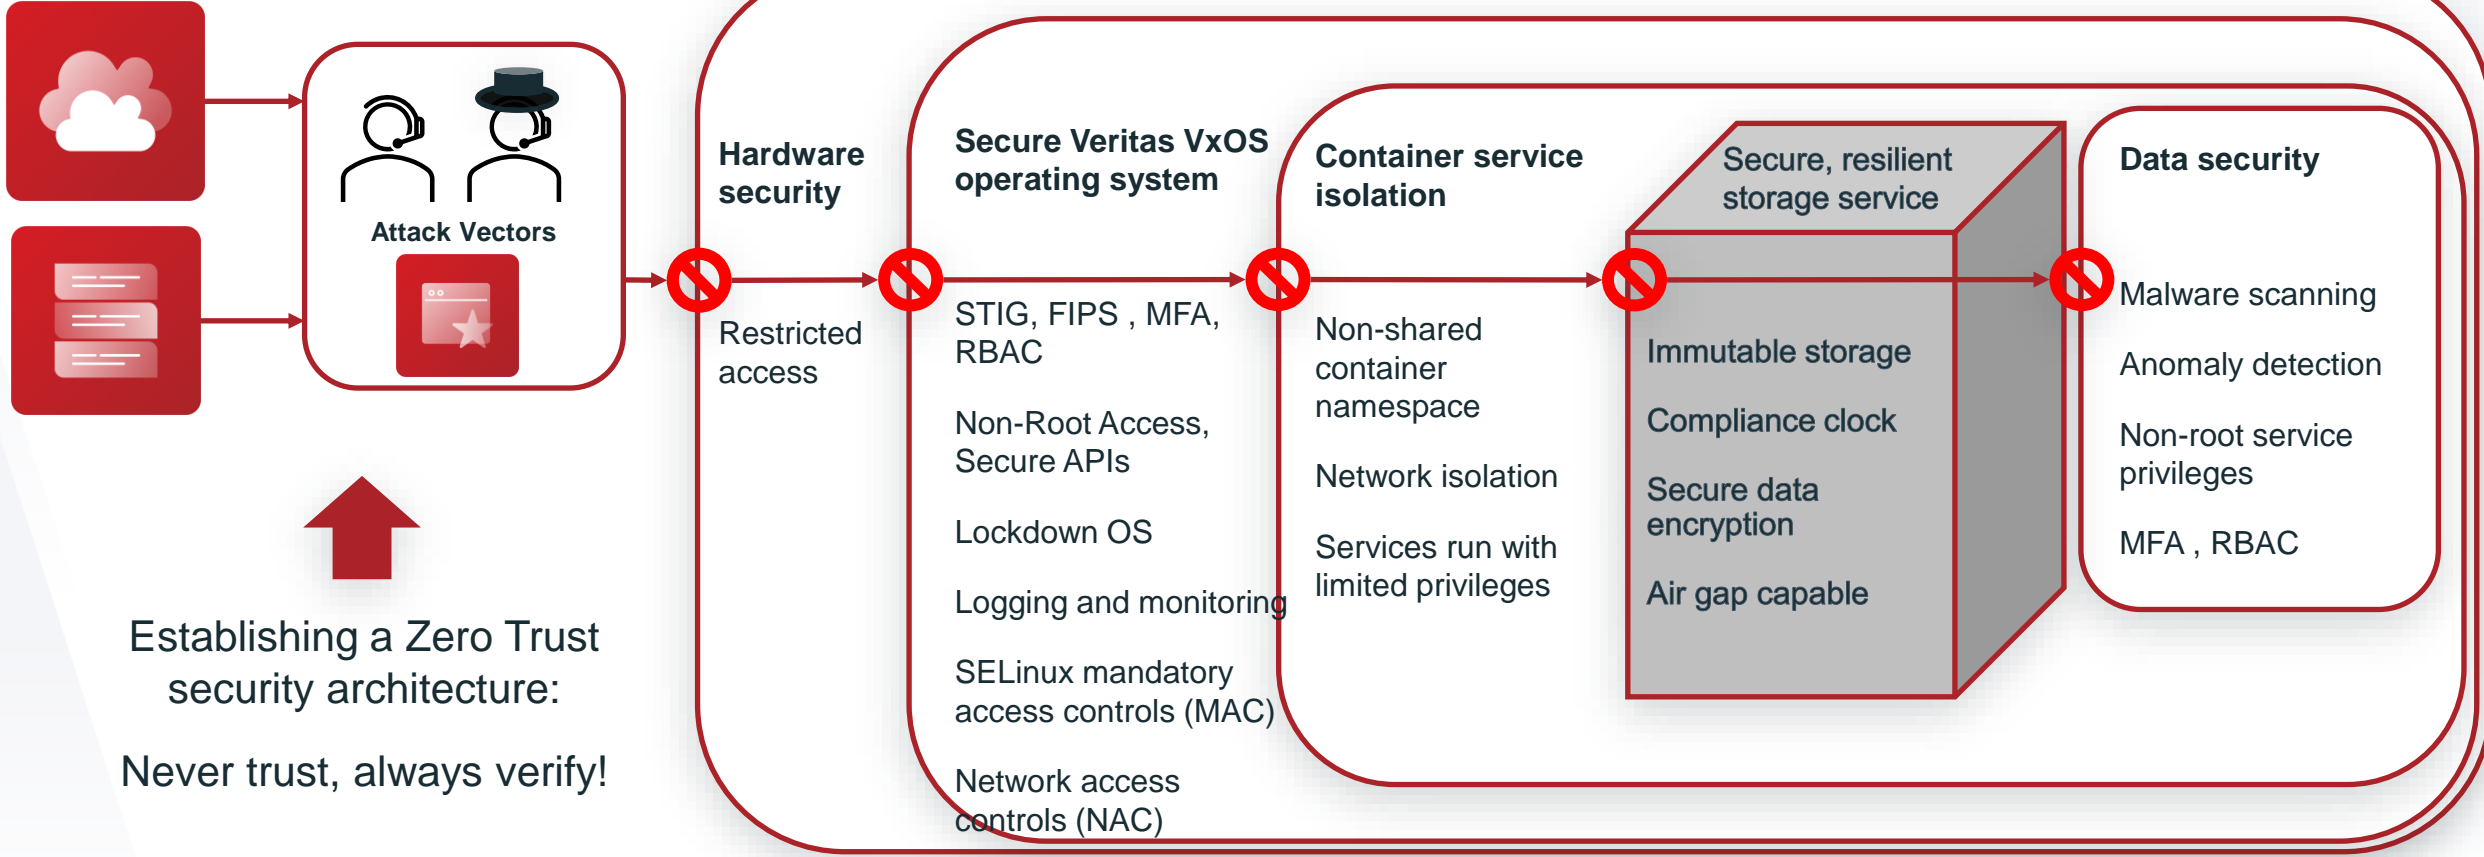 Attack Vectors
Establishing a Zero Trust
security architecture:
Never trust, always verify!
Hardware
security
Restricted
access
Secure Veritas VxOS
operating system
STIG, FIPS , MFA,
RBAC
Non-Root Access,
Secure APIs
Lockdown OS
Logging and monitoring
SELinux mandatory
access controls (MAC)
Network access
controls (NAC)
Container service
isolation
Non-shared
container
namespace
Network isolation
Services run with
limited privileges
Secure, resilient
storage service
Immutable storage
Compliance clock
Secure data
encryption
Air gap capable
Data security
Malware scanning
Anomaly detection
Non-root service
privileges
MFA , RBAC